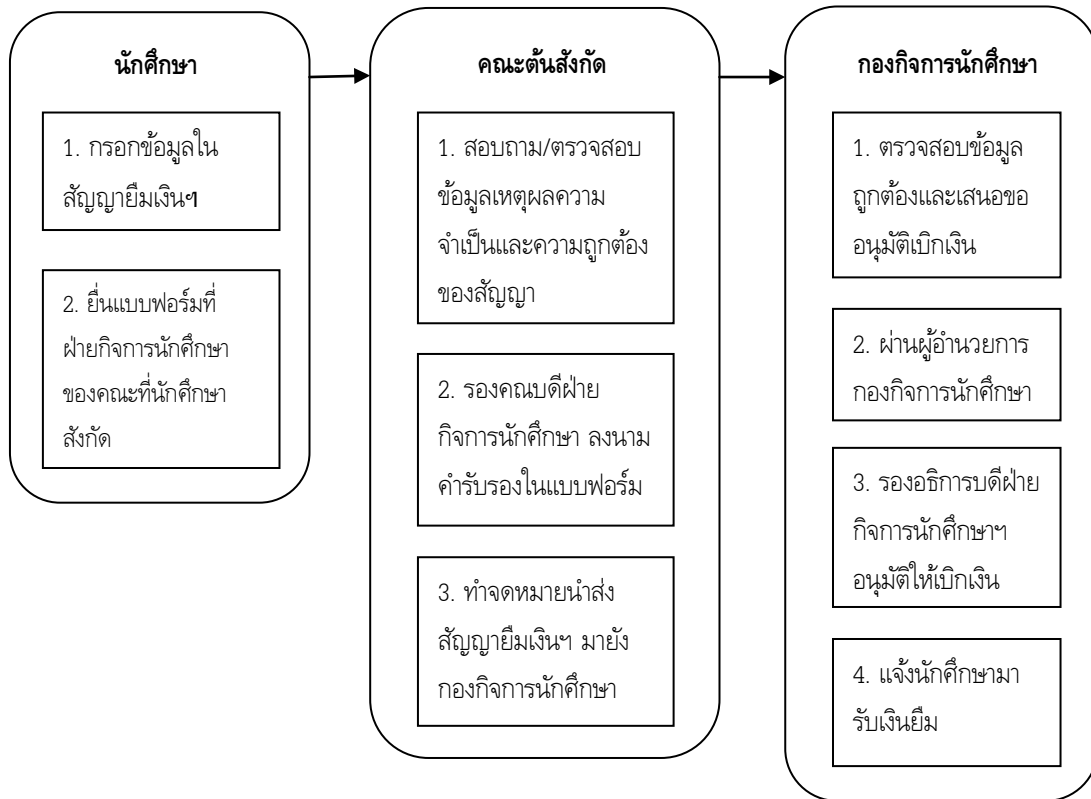 นักศึกษา
1. กรอกข้อมูลใน
สัญญายืมเงินฯ
2. ยื่นแบบฟอร์มที่
ฝ่ายกิจการนักศึกษา
ของคณะที่นักศึกษา
สังกัด
คณะต้นสังกัด
1. สอบถาม/ตรวจสอบ
ข้อมูลเหตุผลความ
จำเป็นและความถูกต้อง
ของสัญญา
2. รองคณบดีฝ่าย
กิจการนักศึกษา ลงนาม
คำรับรองในแบบฟอร์ม
3. ทำจดหมายนำส่ง
สัญญายืมเงินฯ มายัง
กองกิจการนักศึกษา
กองกิจการนักศึกษา
1. ตรวจสอบข้อมูล
ถูกต้องและเสนอขอ
อนุมัติเบิกเงิน
2. ผ่านผู้อำนวยการ
กองกิจการนักศึกษา
3. รองอธิการบดีฝ่าย
กิจการนักศึกษาฯ
อนุมัติให้เบิกเงิน
4. แจ้งนักศึกษามา
รับเงินยืม